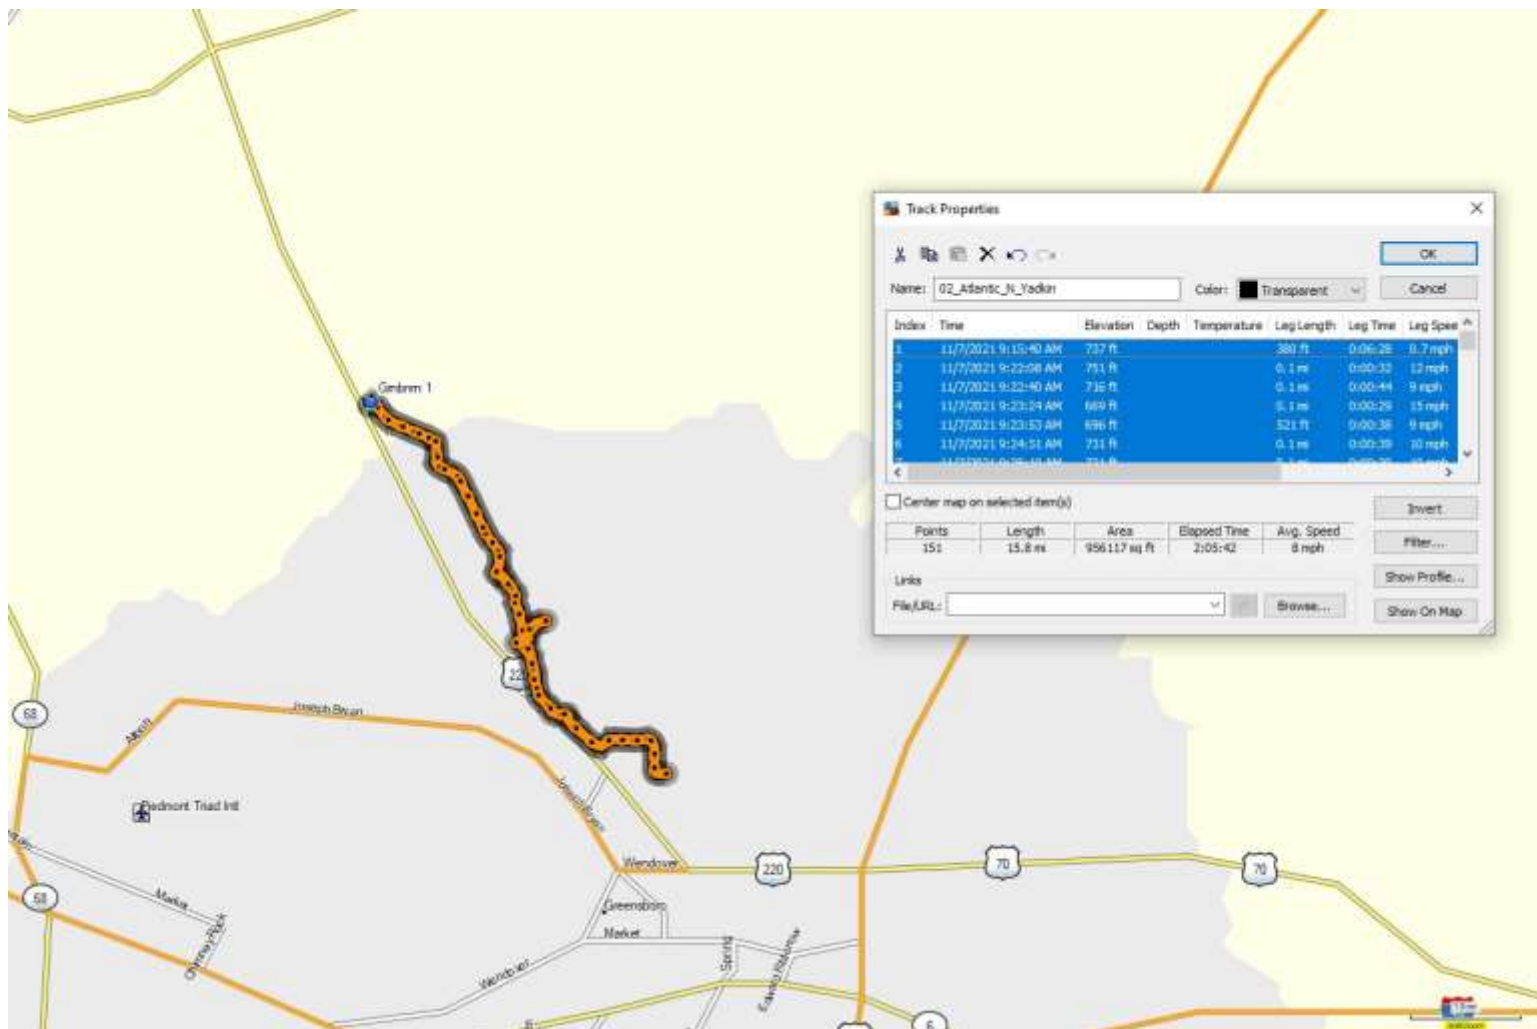 Track Properties
OK
Name: 02_Atlantic_N_Yadkin Color: Transparent Cancel
Index Time Elevation Depth Temperature Leg Length Leg Time Leg Spee
1 11/7/2021 9:15:40 AM 737 ft 380 ft 0:06:28 0.7 mph
2 11/7/2021 9:22:08 AM 751 ft 0.1 mi 0:00:32 12 mph
3 11/7/2021 9:22:40 AM 716 ft 0.1 mi 0:00:44 9 mph
4 11/7/2021 9:23:24 AM 669 ft 0.1 mi 0:00:29 15 mph
5 11/7/2021 9:23:53 AM 696 ft 521 ft 0:00:38 9 mph
6 11/7/2021 9:24:31 AM 731 ft 0.1 mi 0:00:39 10 mph
Center map on selected item(s)
Invert
Points Length Area Elapsed Time Avg. Speed
151 15.8 mi 956117 sq ft 2:05:42 8 mph
Filter...
Links
Show Profile...
File/URL: Browse...
Show On Map
220
68
Joseph Bryan
Piedmont Triad Intl
Joseph Bryan
Wendover
220
70
70
68
Market
Greensboro
Market
Wendover
Spring
6